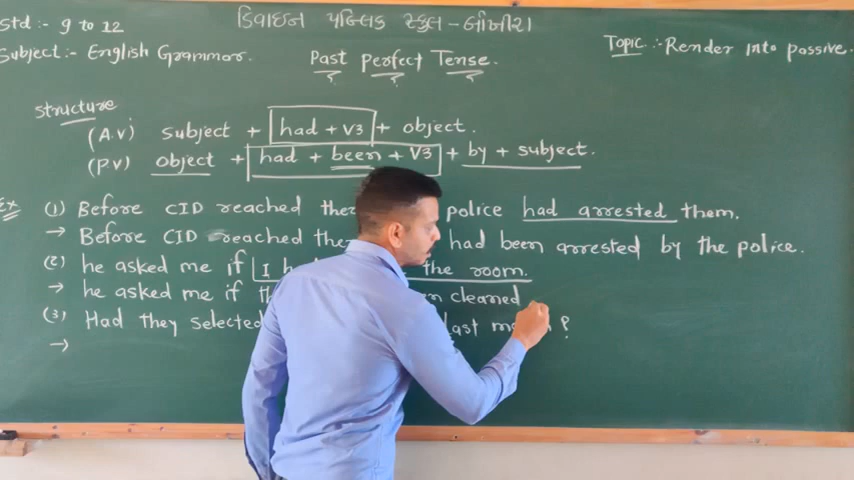 Std :- 9 to 12
ડિવાઇન પબ્લિક સ્કુલ - બોખીરા
Topic :- Render into passive.
Subject :- English Grammar.
Past Perfect Tense.
structure
(A.V) subject + had + V3 + object.
(P.V) object + had + been + V3 + by + subject.
Ex (1) Before CID reached police had arrested them.
→ Before CID reached had been arrested by the police.
(2) he asked me if I the room.
→ he asked me if cleaned
(3) Had they selected last ?
→